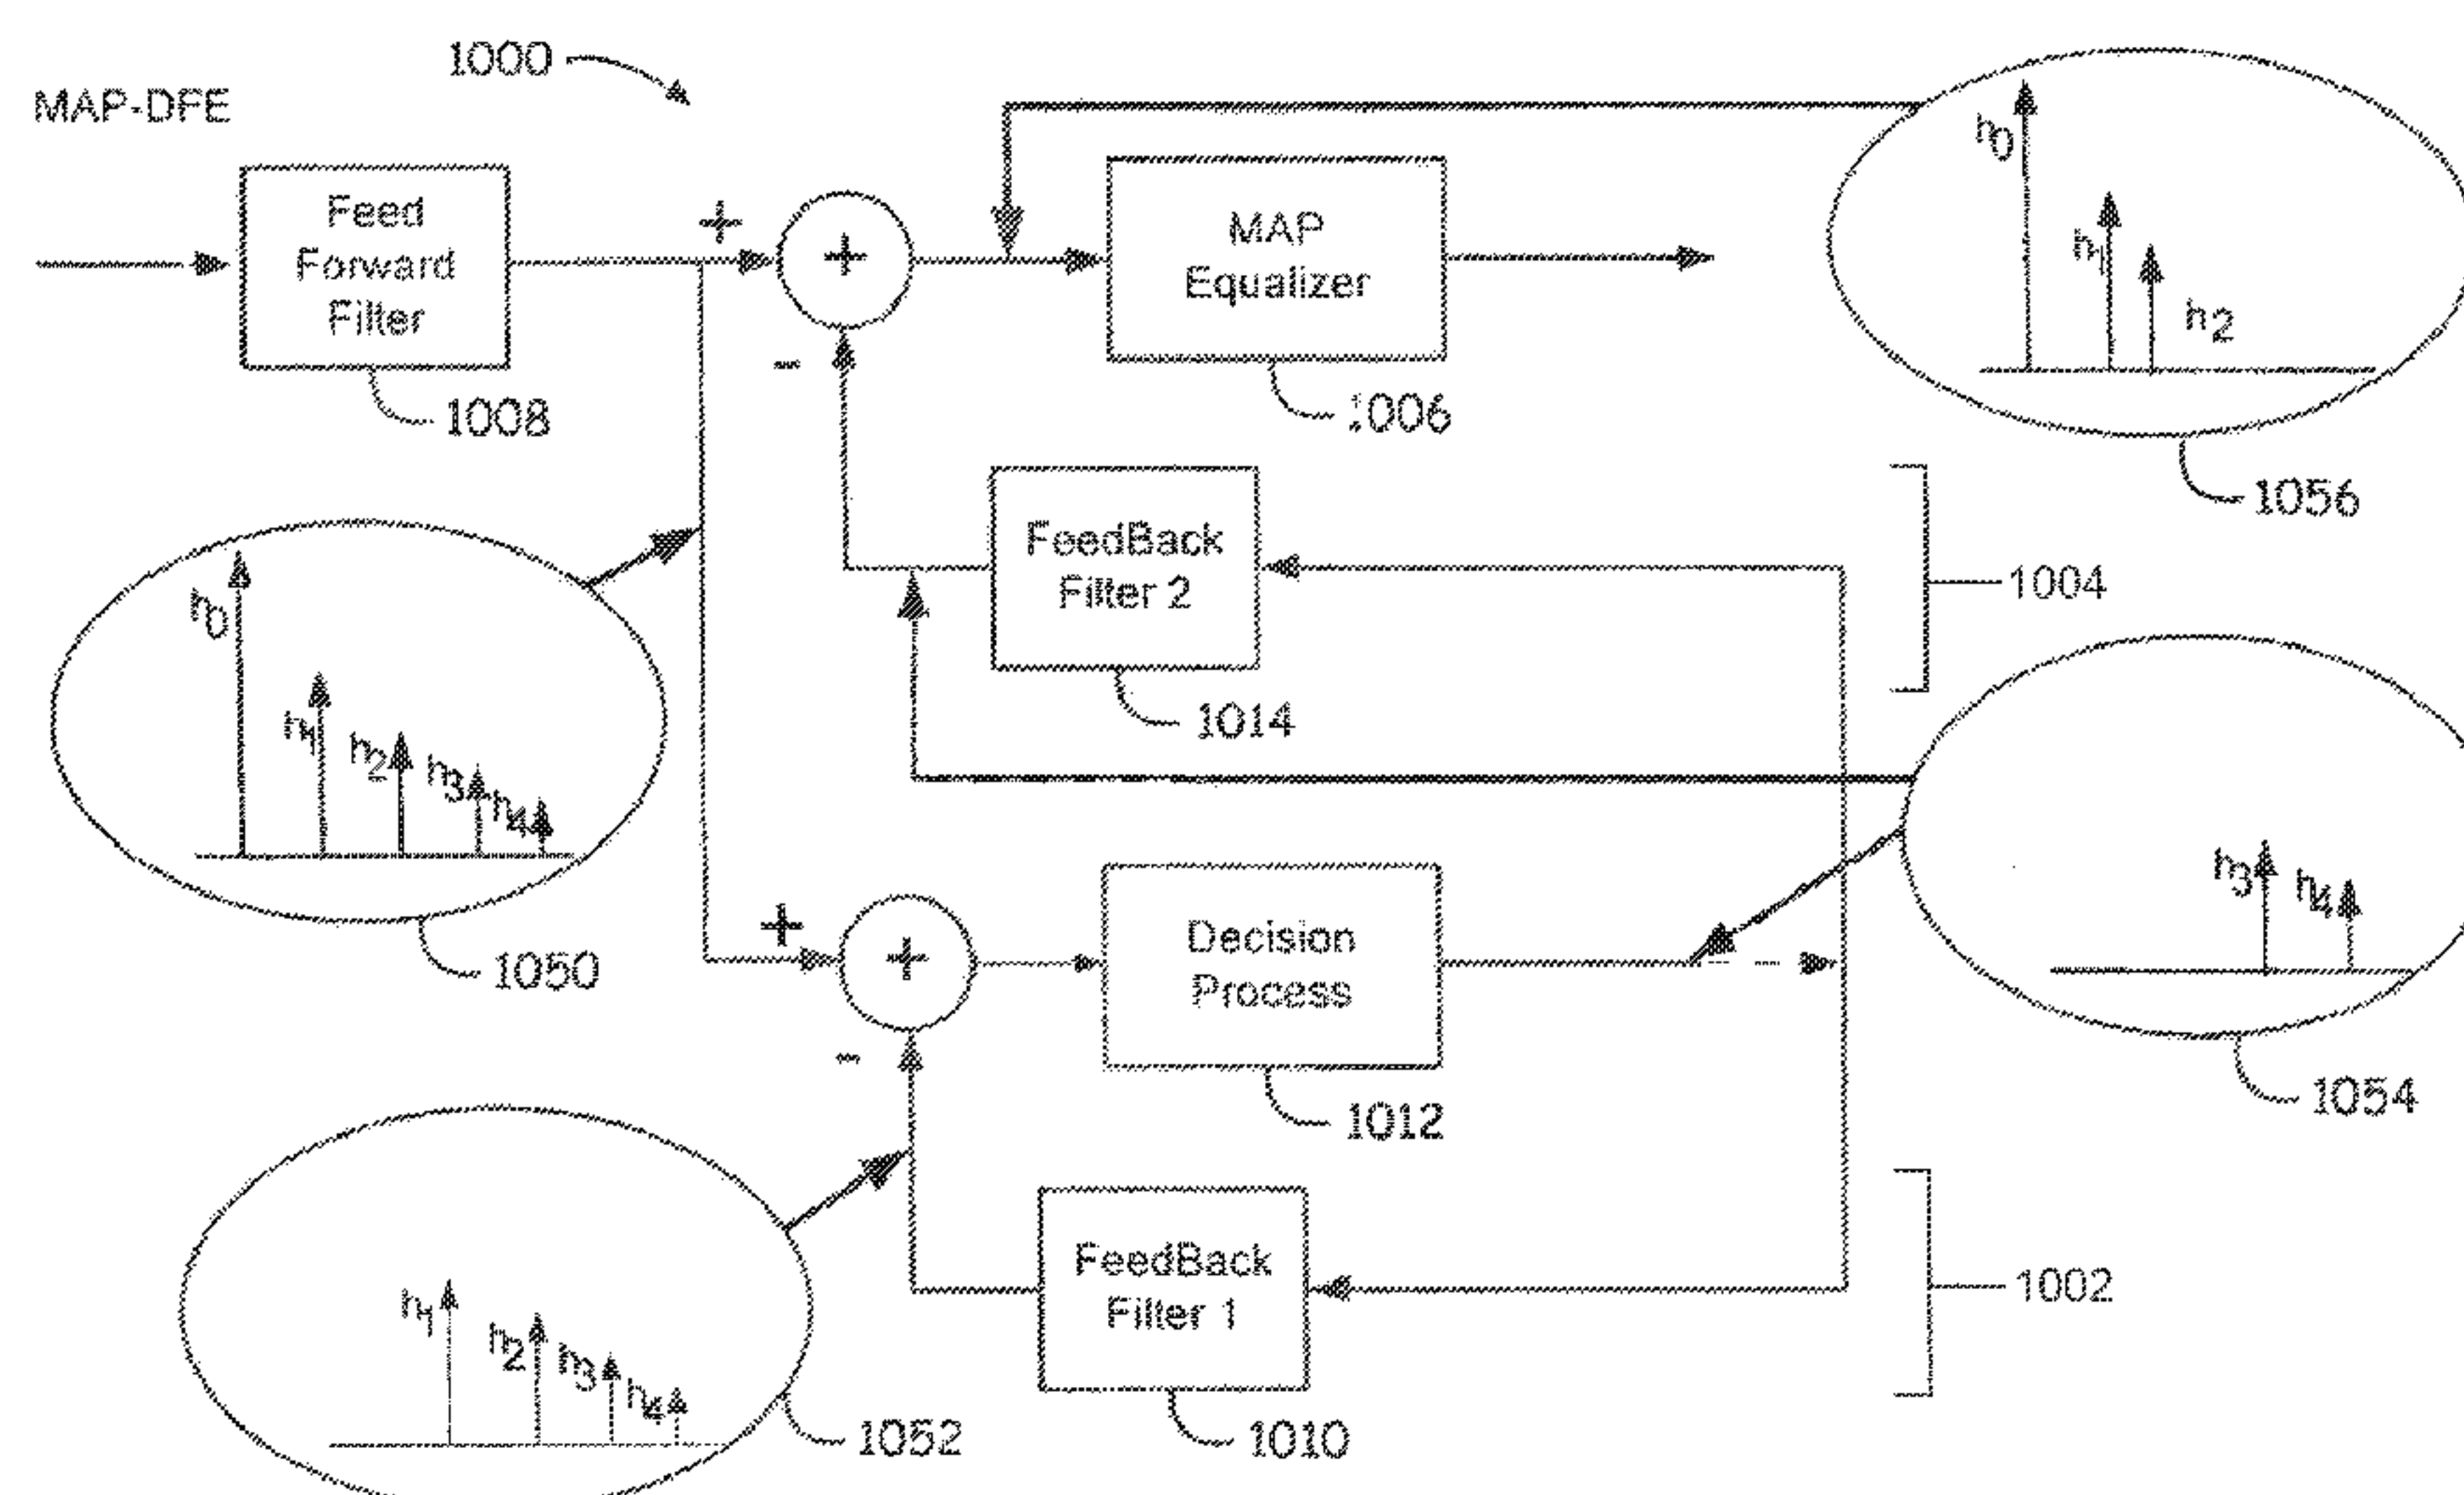 1000
MAP-DFE
Feed
Forward
Filter
1008
+
+
-
MAP
Equalizer
1006
h0
h1
h2
1056
FeedBack
Filter 2
1014
1004
h0
h1
h2
h3
h4
1050
+
+
-
Decision
Process
1012
h3
h4
1054
FeedBack
Filter 1
1010
1002
h1
h2
h3
h4
1052